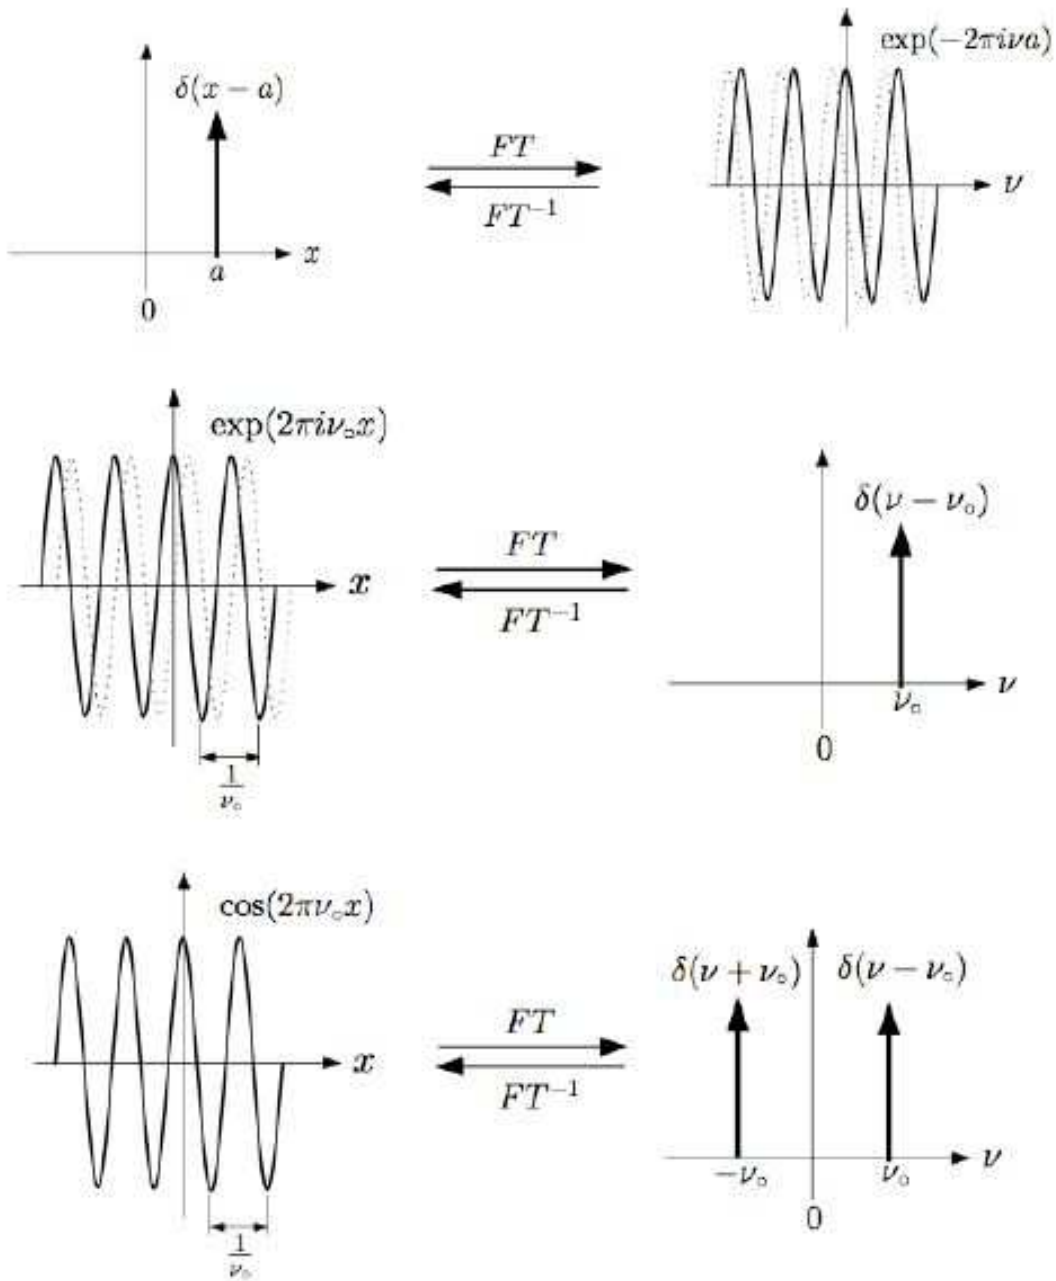 δ(x − a)
a
x
0
FT
FT⁻¹
exp(−2πiνa)
ν
exp(2πiν₀x)
x
1/ν₀
FT
FT⁻¹
δ(ν − ν₀)
ν₀
ν
0
cos(2πν₀x)
x
1/ν₀
FT
FT⁻¹
δ(ν + ν₀)
δ(ν − ν₀)
−ν₀
ν₀
ν
0